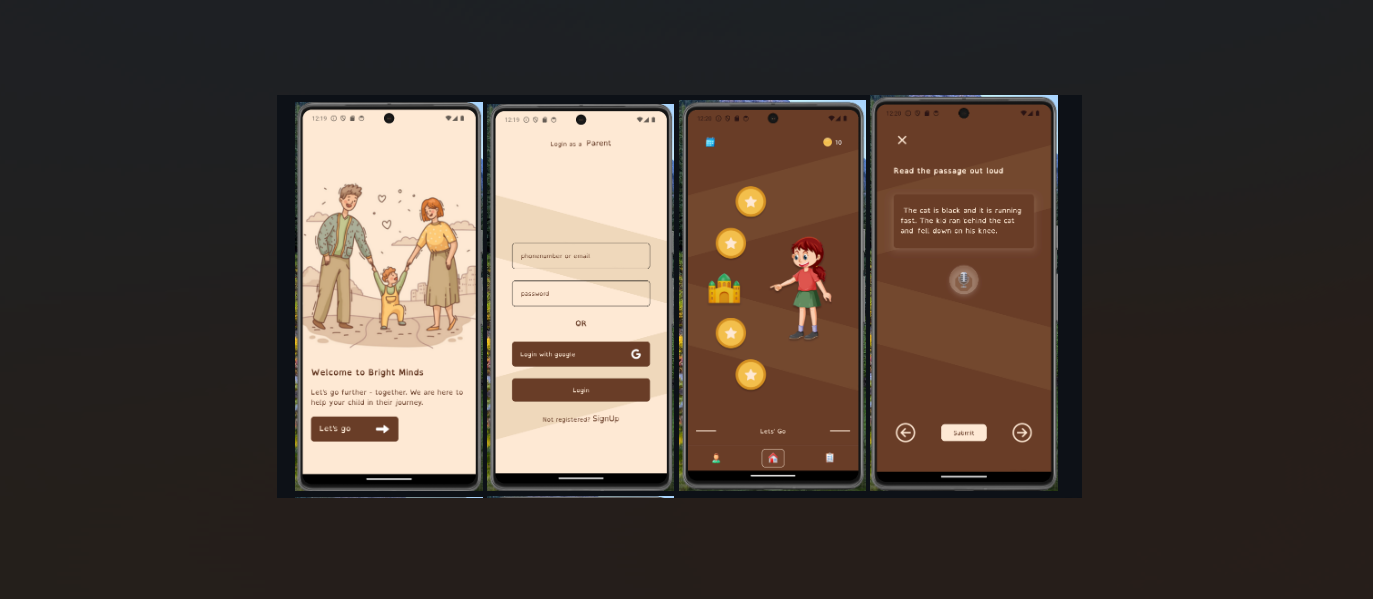 12:19
Welcome to Bright Minds
Let's go further - together. We are here to
help your child in their journey.
Let's go
12:19
Login as a Parent
phonenumber or email
password
OR
Login with google
G
Login
Not registered? SignUp
12:20
10
Lets' Go
12:20
Read the passage out loud
The cat is black and it is running
fast. The kid ran behind the cat
and fell down on his knee.
Submit